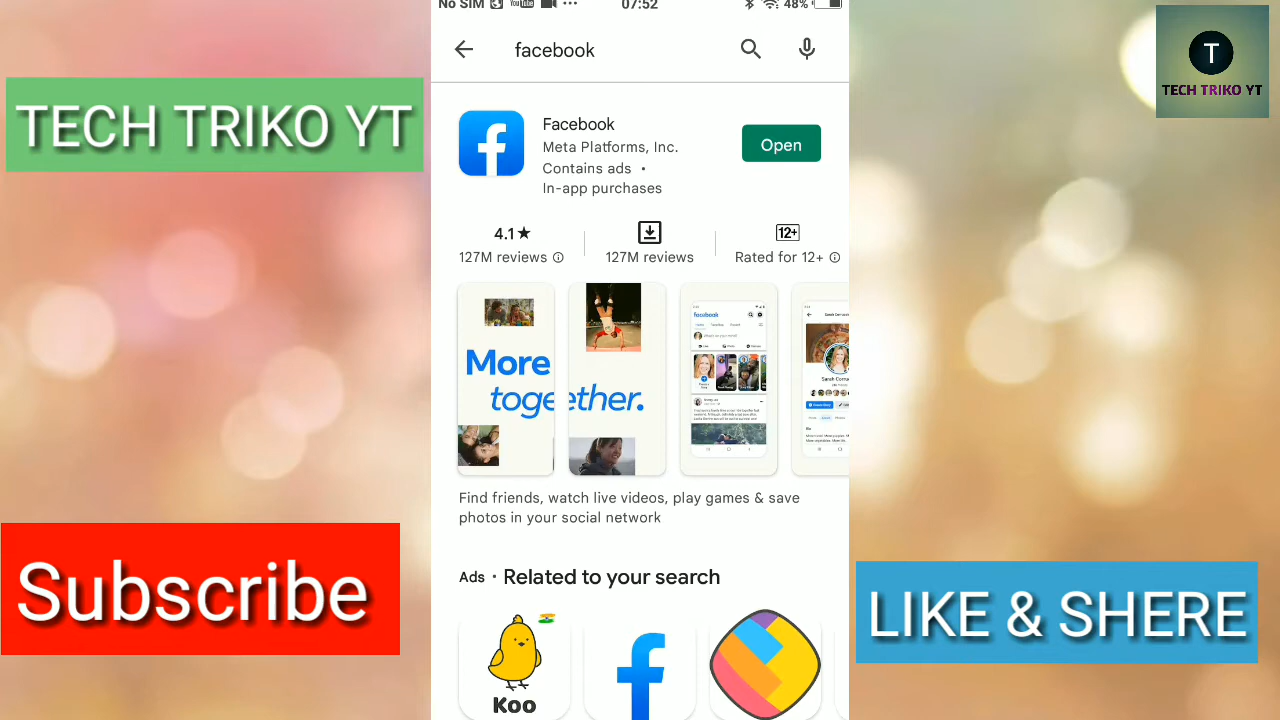 No SIM
07:52
48%
facebook
T
TECH TRIKO YT
TECH TRIKO YT
Facebook
Meta Platforms, Inc.
Contains ads •
In-app purchases
Open
4.1★
127M reviews
127M reviews
12+
Rated for 12+
More
together.
facebook
Find friends, watch live videos, play games & save
photos in your social network
Ads • Related to your search
Koo
Subscribe
LIKE & SHERE